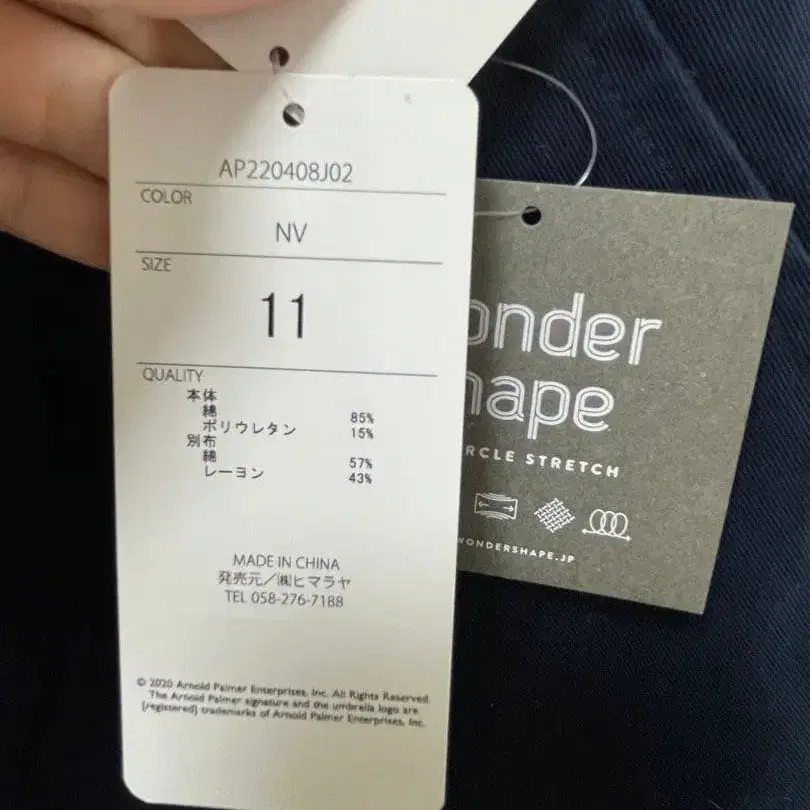 AP220408J02
COLOR
NV
SIZE
11
QUALITY
本体
綿 85%
ポリウレタン 15%
別布
綿 57%
レーヨン 43%
MADE IN CHINA
発売元／㈱ヒマラヤ
TEL 058-276-7188
© 2020 Arnold Palmer Enterprises, Inc. All Rights Reserved.
The Arnold Palmer signature and the umbrella logo are
[registered] trademarks of Arnold Palmer Enterprises, Inc.
onder
hape
RCLE STRETCH
WONDERSHAPE.JP